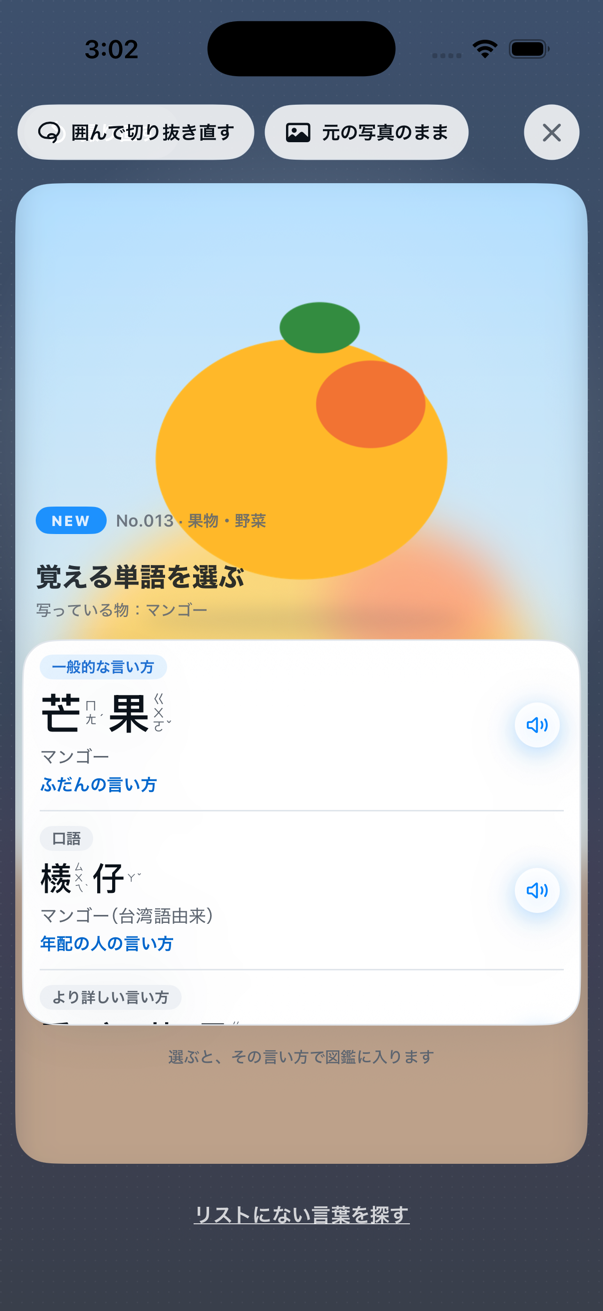 3:02
囲んで切り抜き直す
元の写真のまま
NEW No.013・果物・野菜
覚える単語を選ぶ
写っている物：マンゴー
一般的な言い方
芒ㄇㄤˊ果ㄍㄨㄛˇ
マンゴー
ふだんの言い方
口語
檨ㄙㄨㄟˋ仔ㄚˇ
マンゴー(台湾語由来)
年配の人の言い方
より詳しい言い方
選ぶと、その言い方で図鑑に入ります
リストにない言葉を探す